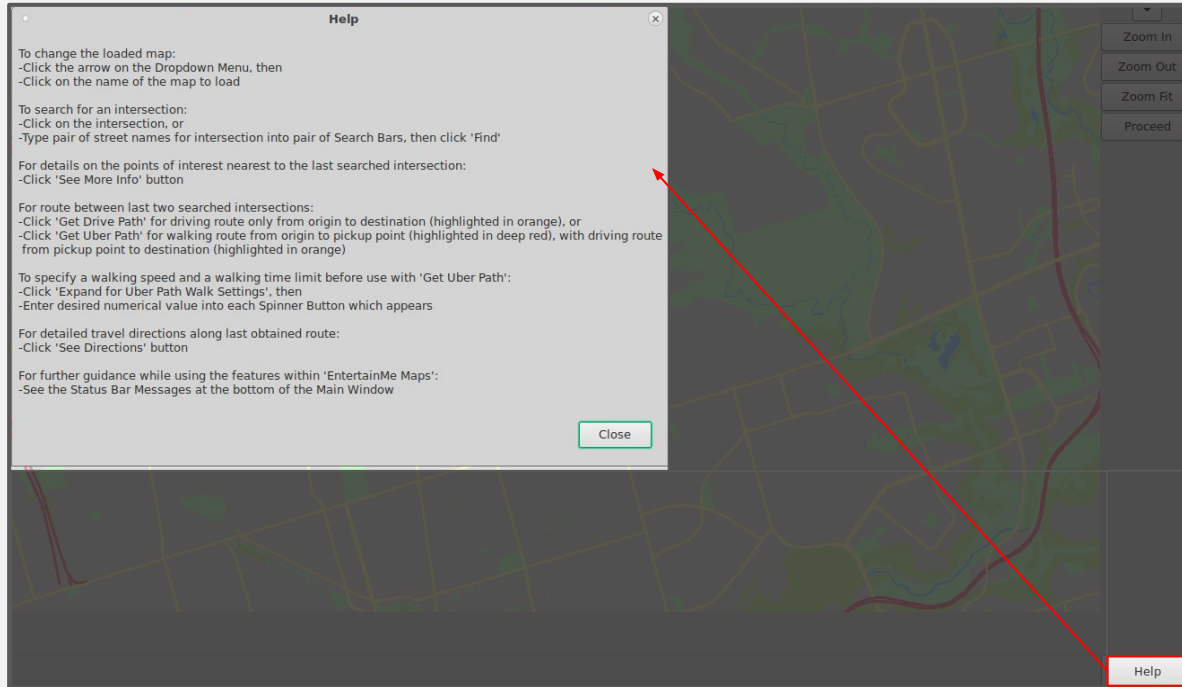 Help
To change the loaded map:
-Click the arrow on the Dropdown Menu, then
-Click on the name of the map to load
To search for an intersection:
-Click on the intersection, or
-Type pair of street names for intersection into pair of Search Bars, then click 'Find'
For details on the points of interest nearest to the last searched intersection:
-Click 'See More Info' button
For route between last two searched intersections:
-Click 'Get Drive Path' for driving route only from origin to destination (highlighted in orange), or
-Click 'Get Uber Path' for walking route from origin to pickup point (highlighted in deep red), with driving route
from pickup point to destination (highlighted in orange)
To specify a walking speed and a walking time limit before use with 'Get Uber Path':
-Click 'Expand for Uber Path Walk Settings', then
-Enter desired numerical value into each Spinner Button which appears
For detailed travel directions along last obtained route:
-Click 'See Directions' button
For further guidance while using the features within 'EntertainMe Maps':
-See the Status Bar Messages at the bottom of the Main Window
Close
Zoom In
Zoom Out
Zoom Fit
Proceed
Help